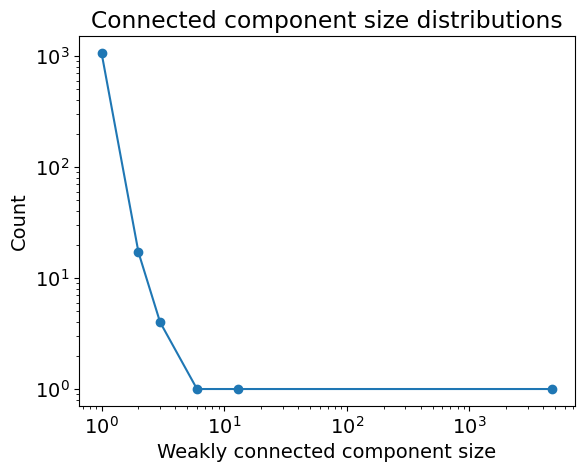 Connected component size distributions
10³
10²
10¹
10⁰
Count
10⁰ 10¹ 10² 10³
Weakly connected component size